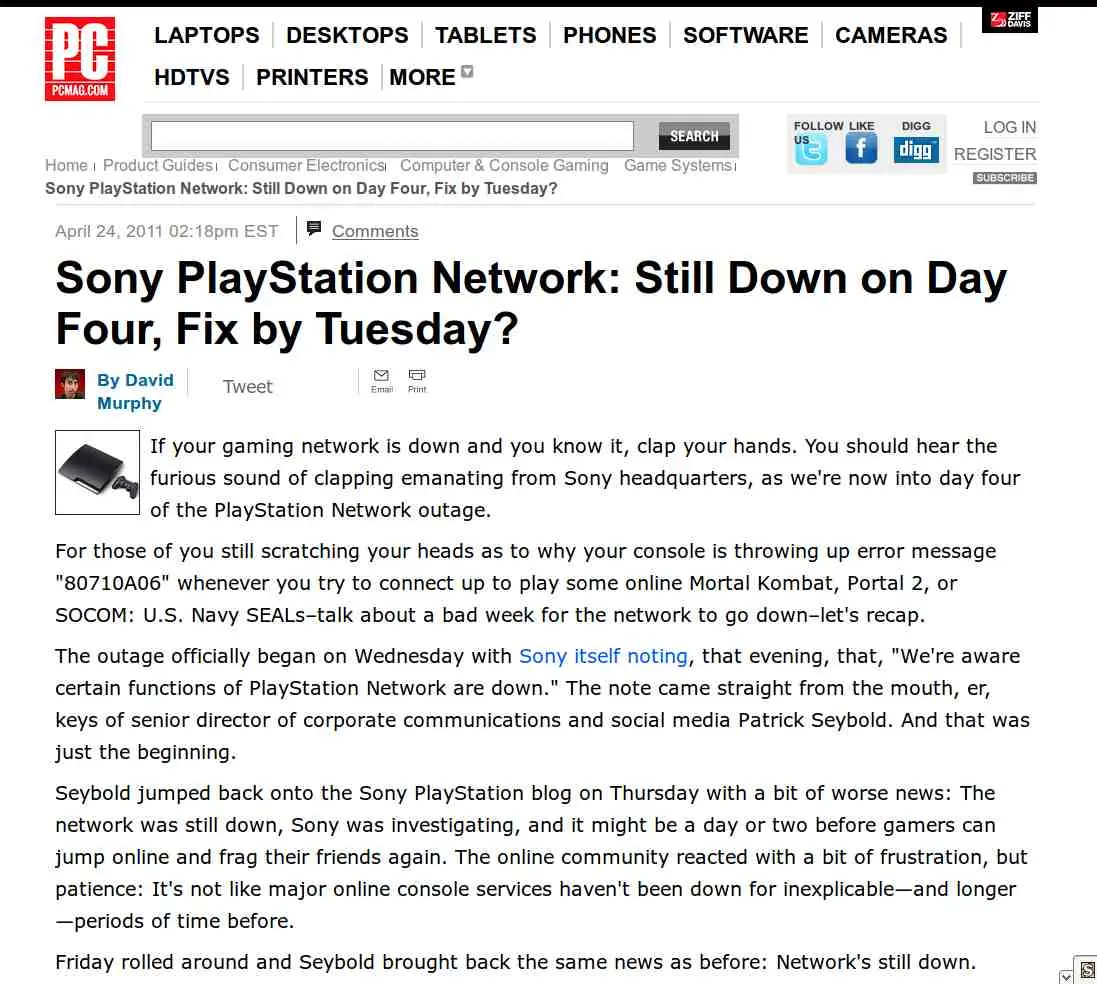 ZIFF
DAVIS
PC
PCMAG.COM
LAPTOPS DESKTOPS TABLETS PHONES SOFTWARE CAMERAS
HDTVS PRINTERS MORE
SEARCH
FOLLOW US LIKE DIGG
digg
LOG IN
REGISTER
SUBSCRIBE
Home Product Guides Consumer Electronics Computer & Console Gaming Game Systems
Sony PlayStation Network: Still Down on Day Four, Fix by Tuesday?
April 24, 2011 02:18pm EST Comments
Sony PlayStation Network: Still Down on Day
Four, Fix by Tuesday?
By David
Murphy
Tweet
Email Print
If your gaming network is down and you know it, clap your hands. You should hear the
furious sound of clapping emanating from Sony headquarters, as we're now into day four
of the PlayStation Network outage.
For those of you still scratching your heads as to why your console is throwing up error message
"80710A06" whenever you try to connect up to play some online Mortal Kombat, Portal 2, or
SOCOM: U.S. Navy SEALs–talk about a bad week for the network to go down–let's recap.
The outage officially began on Wednesday with Sony itself noting, that evening, that, "We're aware
certain functions of PlayStation Network are down." The note came straight from the mouth, er,
keys of senior director of corporate communications and social media Patrick Seybold. And that was
just the beginning.
Seybold jumped back onto the Sony PlayStation blog on Thursday with a bit of worse news: The
network was still down, Sony was investigating, and it might be a day or two before gamers can
jump online and frag their friends again. The online community reacted with a bit of frustration, but
patience: It's not like major online console services haven't been down for inexplicable—and longer
—periods of time before.
Friday rolled around and Seybold brought back the same news as before: Network's still down.
S